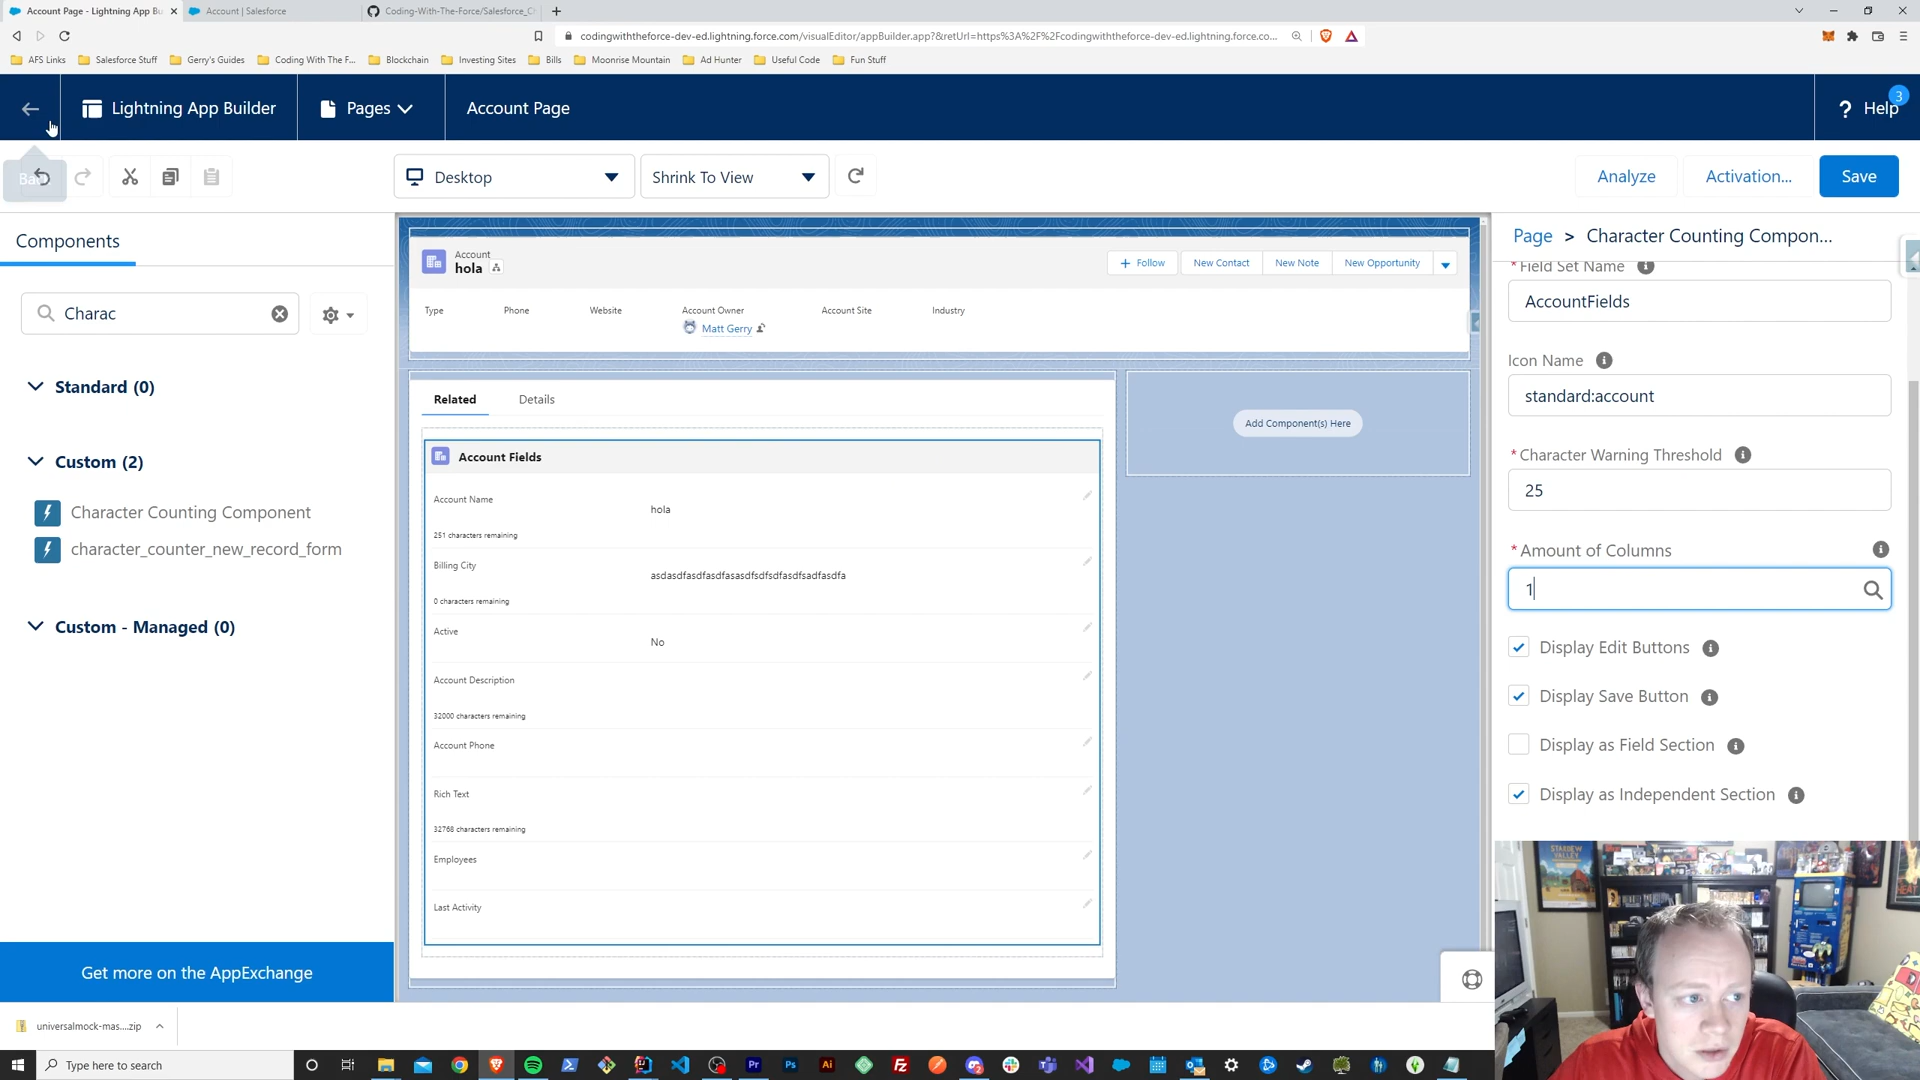 Account Page - Lightning App Bu
Account | Salesforce
Coding-With-The-Force/Salesforce_C
codingwiththeforce-dev-ed.lightning.force.com/visualEditor/appBuilder.app?&retUrl=https%3A%2F%2Fcodingwiththeforce-dev-ed.lightning.force.co...
AFS Links
Salesforce Stuff
Gerry's Guides
Coding With The F...
Blockchain
Investing Sites
Bills
Moonrise Mountain
Ad Hunter
Useful Code
Fun Stuff
Lightning App Builder
Pages
Account Page
? Help
3
Desktop
Shrink To View
Analyze
Activation...
Save
Components
Charac
Standard (0)
Custom (2)
Character Counting Component
character_counter_new_record_form
Custom - Managed (0)
Get more on the AppExchange
Account
hola
+ Follow
New Contact
New Note
New Opportunity
Type
Phone
Website
Account Owner
Account Site
Industry
Matt Gerry
Related
Details
Account Fields
Account Name
hola
251 characters remaining
Billing City
asdasdfasdfasdfasasdfsdfsdfasdfsadfasdfa
0 characters remaining
Active
No
Account Description
32000 characters remaining
Account Phone
Rich Text
32768 characters remaining
Employees
Last Activity
Add Component(s) Here
Page > Character Counting Compon...
*Field Set Name
AccountFields
Icon Name
standard:account
*Character Warning Threshold
25
*Amount of Columns
1
Display Edit Buttons
Display Save Button
Display as Field Section
Display as Independent Section
STARDEW VALLEY
universalmock-mas....zip
Type here to search